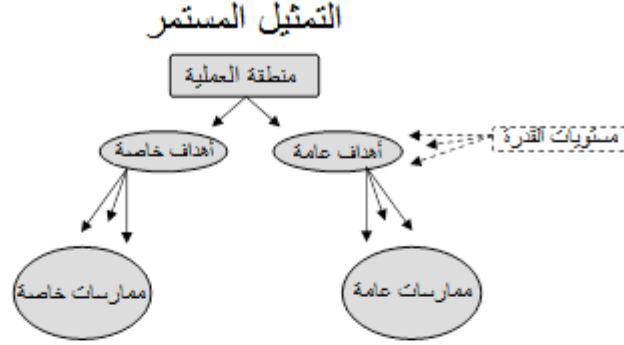 التمثيل المستمر
منطقة العملية
أهداف خاصة
أهداف عامة
مستويات القدرة
ممارسات خاصة
ممارسات عامة